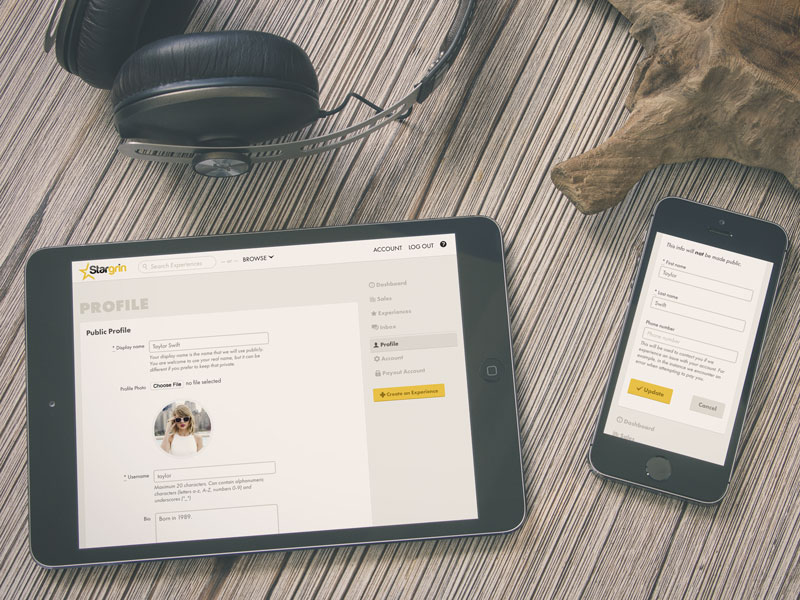 Stargrin
Search Experiences
— or —
BROWSE
ACCOUNT
LOG OUT
?
PROFILE
Public Profile
* Display name
Taylor Swift
Your display name is the name that we will use publicly.
You are welcome to use your real name, but it can be
different if you prefer to keep that private.
Profile Photo
Choose File
no file selected
* Username
taylor
Maximum 20 characters. Can contain alphanumeric
characters (letters a-z, A-Z, numbers 0-9) and
underscores ("_")
Bio
Born in 1989.
Dashboard
Sales
Experiences
Inbox
Profile
Account
Payout Account
Create an Experience
This info will not be made public.
* First name
Taylor
* Last name
Swift
Phone number
Phone number
This will be used to contact you if we
experience an issue with your account. For
example, in the instance we encounter an
error when attempting to pay you.
Update
Cancel
Dashboard
Sales